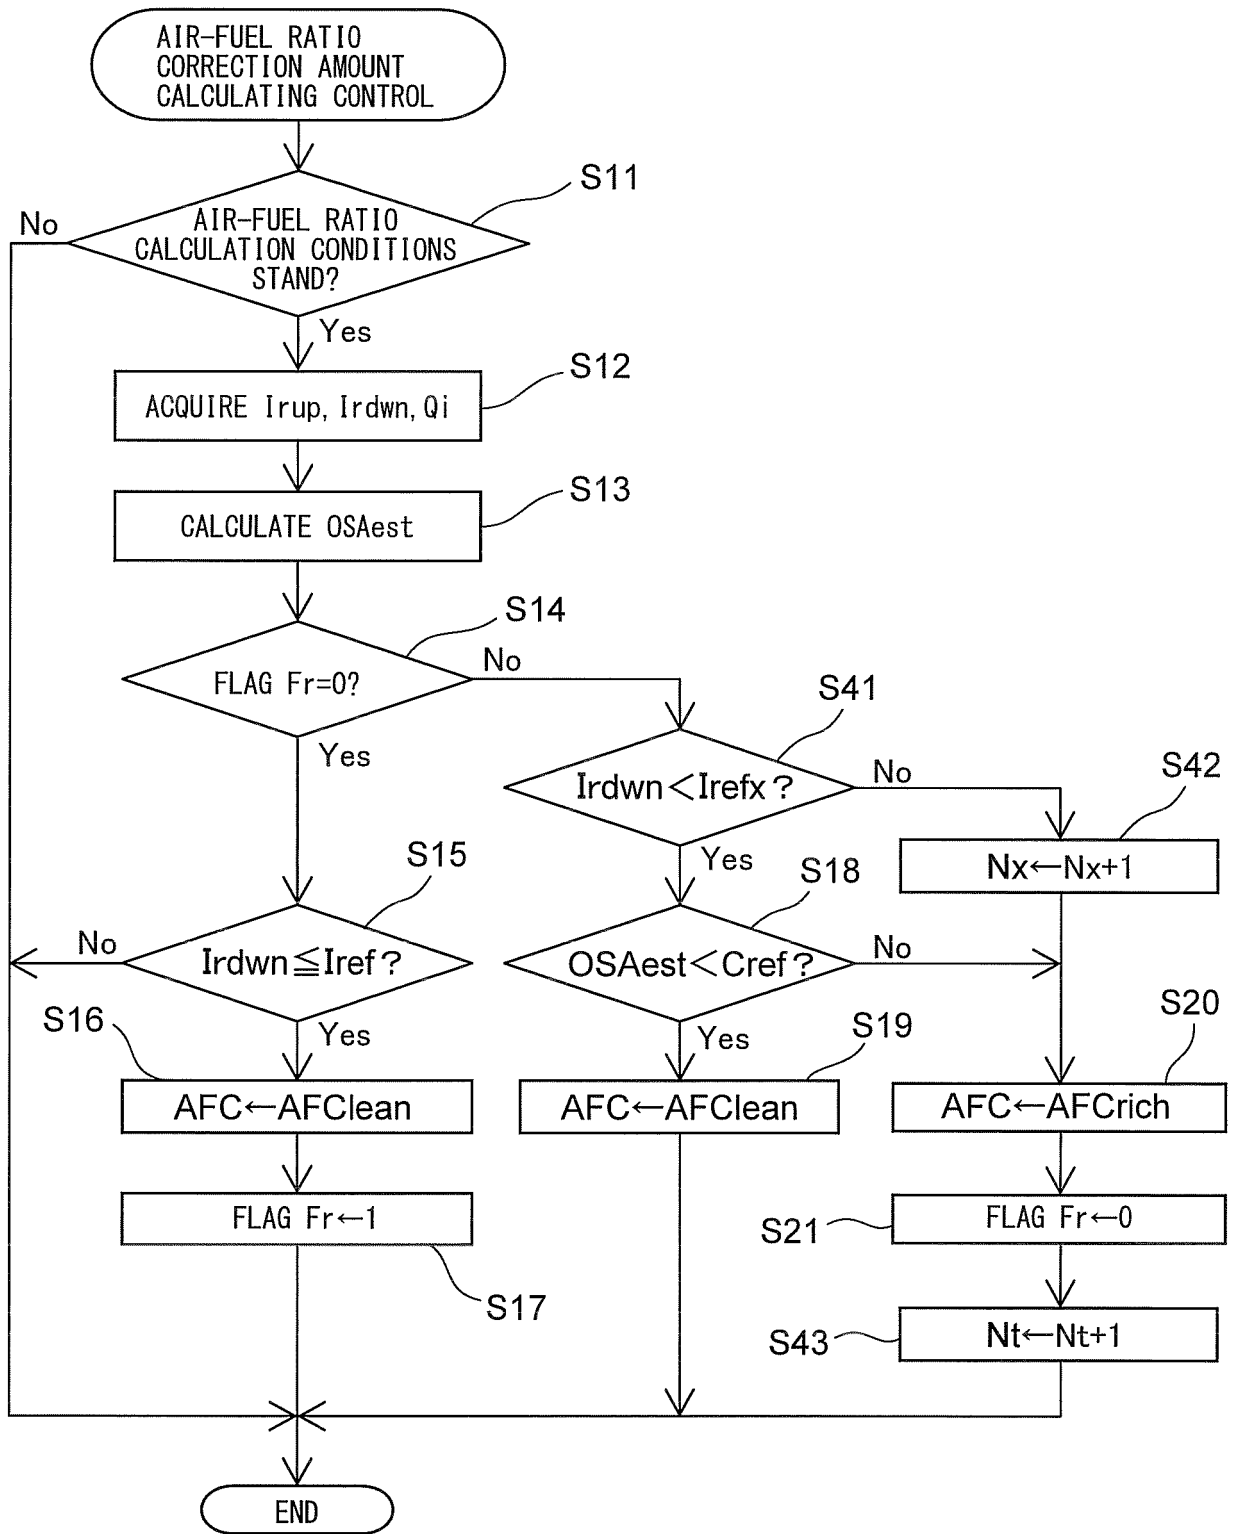 AIR-FUEL RATIO
CORRECTION AMOUNT
CALCULATING CONTROL
S11
No
AIR-FUEL RATIO
CALCULATION CONDITIONS
STAND?
Yes
S12
ACQUIRE Irup, Irdwn, Qi
S13
CALCULATE OSAest
S14
FLAG Fr=0?
No
Yes
S41
Irdwn<Irefx?
No
Yes
S42
Nx←Nx+1
S15
Irdwn≦Iref?
No
Yes
S18
OSAest<Cref?
No
Yes
S16
AFC←AFClean
S19
AFC←AFClean
S20
AFC←AFCrich
FLAG Fr←1
S17
S21
FLAG Fr←0
S43
Nt←Nt+1
END